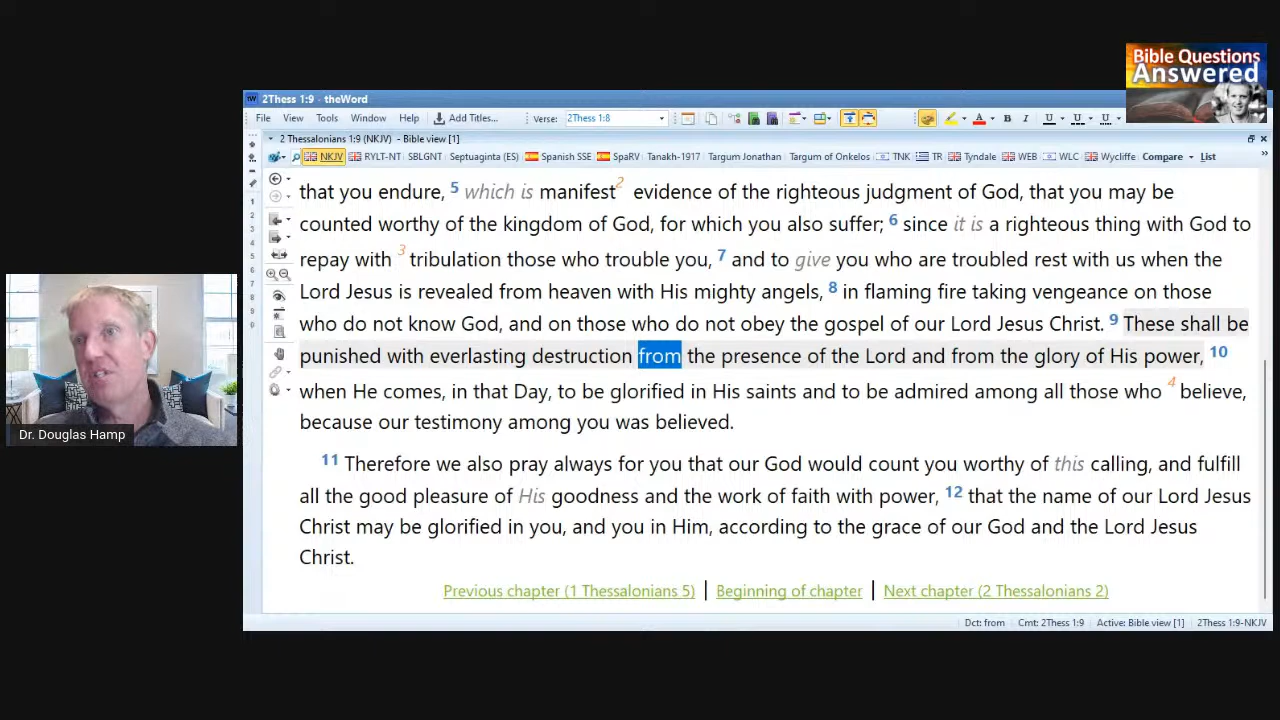 Bible Questions
Answered
2Thess 1:9 - theWord
File View Tools Window Help Add Titles... Verse: 2Thess 1:8
2 Thessalonians 1:9 (NKJV) - Bible view [1]
NKJV RYLT-NT SBLGNT Septuaginta (ES) Spanish SSE SpaRV Tanakh-1917 Targum Jonathan Targum of Onkelos TNK TR Tyndale WEB WLC Wycliffe Compare List
that you endure, 5 which is manifest2 evidence of the righteous judgment of God, that you may be
counted worthy of the kingdom of God, for which you also suffer; 6 since it is a righteous thing with God to
repay with 3 tribulation those who trouble you, 7 and to give you who are troubled rest with us when the
Lord Jesus is revealed from heaven with His mighty angels, 8 in flaming fire taking vengeance on those
who do not know God, and on those who do not obey the gospel of our Lord Jesus Christ. 9 These shall be
punished with everlasting destruction from the presence of the Lord and from the glory of His power, 10
when He comes, in that Day, to be glorified in His saints and to be admired among all those who 4 believe,
because our testimony among you was believed.
11 Therefore we also pray always for you that our God would count you worthy of this calling, and fulfill
all the good pleasure of His goodness and the work of faith with power, 12 that the name of our Lord Jesus
Christ may be glorified in you, and you in Him, according to the grace of our God and the Lord Jesus
Christ.
Previous chapter (1 Thessalonians 5) | Beginning of chapter | Next chapter (2 Thessalonians 2)
Dct: from Cmt: 2Thess 1:9 Active: Bible view [1] 2Thess 1:9-NKJV
Dr. Douglas Hamp